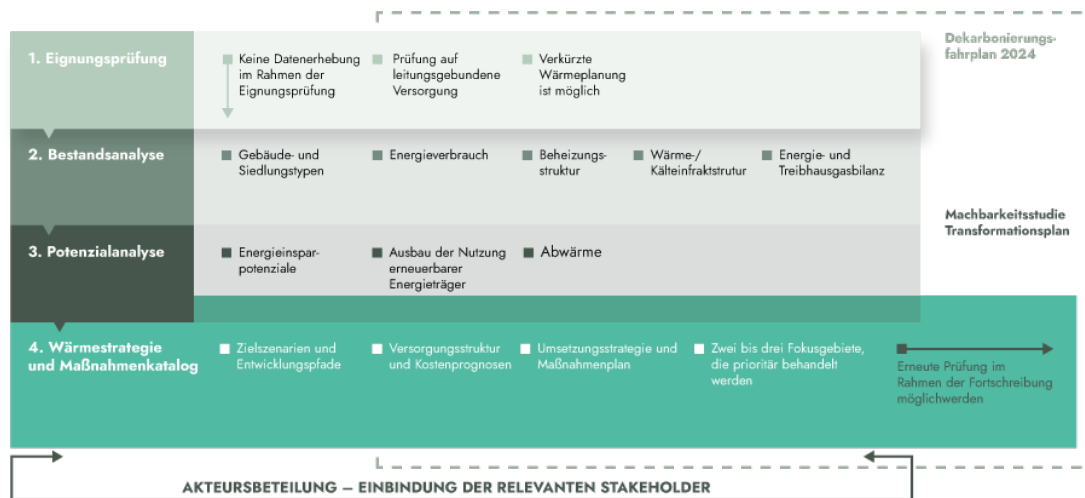 Dekarbonierungs-
fahrplan 2024
1. Eignungsprüfung
Keine Datenerhebung
im Rahmen der
Eignungsprüfung
Prüfung auf
leitungsgebundene
Versorgung
Verkürzte
Wärmeplanung
ist möglich
2. Bestandsanalyse
Gebäude- und
Siedlungstypen
Energieverbrauch
Beheizungs-
struktur
Wärme-/
Kälteinfraktstrutur
Energie- und
Treibhausgasbilanz
Machbarkeitsstudie
Transformationsplan
3. Potenzialanalyse
Energieeinspar-
potenziale
Ausbau der Nutzung
erneuerbarer
Energieträger
Abwärme
4. Wärmestrategie
und Maßnahmenkatalog
Zielszenarien und
Entwicklungspfade
Versorgungsstruktur
und Kostenprognosen
Umsetzungsstrategie und
Maßnahmenplan
Zwei bis drei Fokusgebiete,
die prioritär behandelt
werden
Erneute Prüfung im
Rahmen der Fortschreibung
möglichwerden
AKTEURSBETEILUNG – EINBINDUNG DER RELEVANTEN STAKEHOLDER